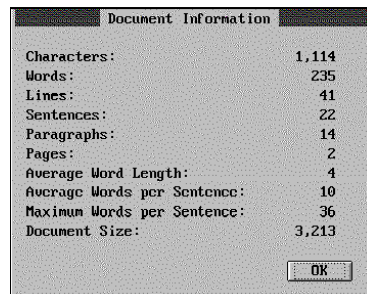 Document Information
Characters: 1,114
Words: 235
Lines: 41
Sentences: 22
Paragraphs: 14
Pages: 2
Average Word Length: 4
Average Words per Sentence: 10
Maximum Words per Sentence: 36
Document Size: 3,213
OK